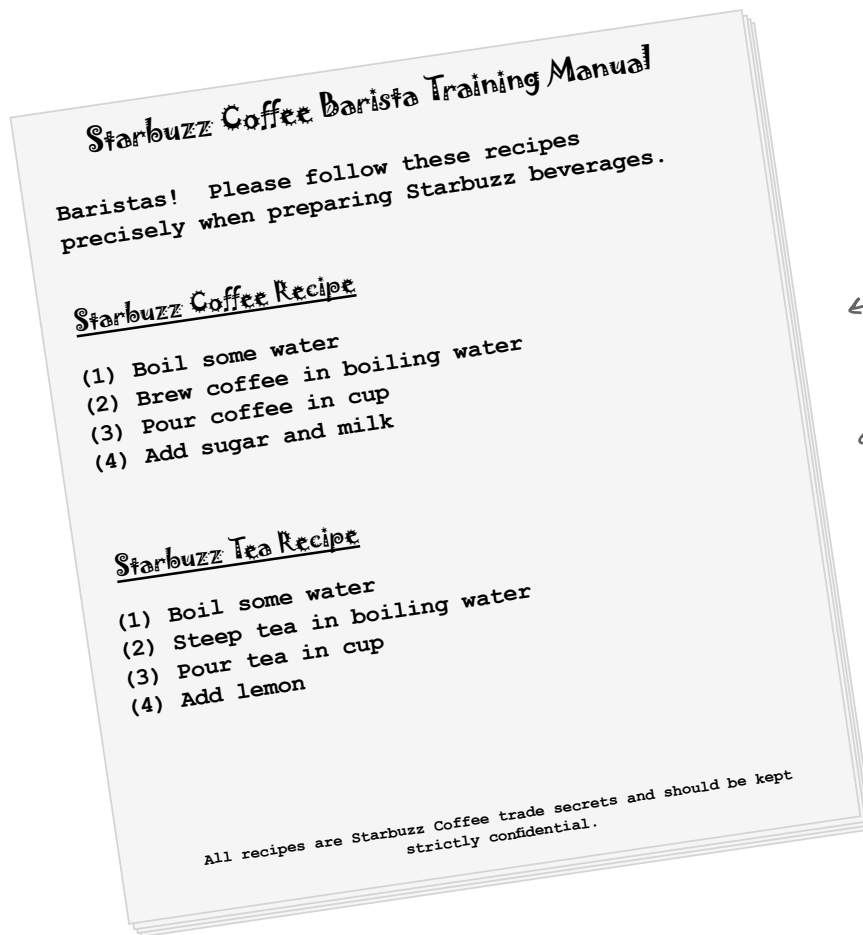 Starbuzz Coffee Barista Training Manual
Baristas!  Please follow these recipes
precisely when preparing Starbuzz beverages.
Starbuzz Coffee Recipe
(1) Boil some water
(2) Brew coffee in boiling water
(3) Pour coffee in cup
(4) Add sugar and milk
Starbuzz Tea Recipe
(1) Boil some water
(2) Steep tea in boiling water
(3) Pour tea in cup
(4) Add lemon
All recipes are Starbuzz Coffee trade secrets and should be kept
strictly confidential.